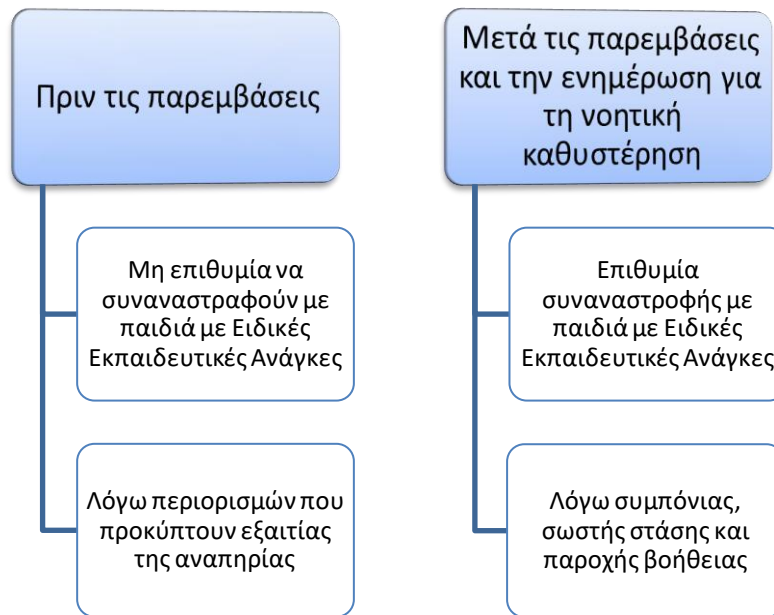 Πριν τις παρεμβάσεις
Μη επιθυμία να
συναναστραφούν με
παιδιά με Ειδικές
Εκπαιδευτικές Ανάγκες
Λόγω περιορισμών που
προκύπτουν εξαιτίας
της αναπηρίας
Μετά τις παρεμβάσεις
και την ενημέρωση για
τη νοητική
καθυστέρηση
Επιθυμία
συναναστροφής με
παιδιά με Ειδικές
Εκπαιδευτικές Ανάγκες
Λόγω συμπόνιας,
σωστής στάσης και
παροχής βοήθειας